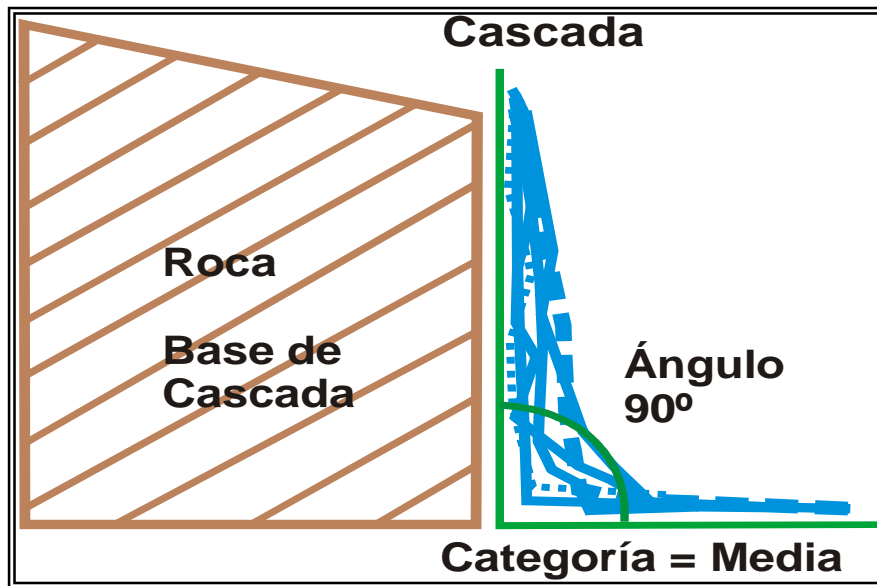 Cascada
Roca
Base de
Cascada
Ángulo
90º
Categoría = Media